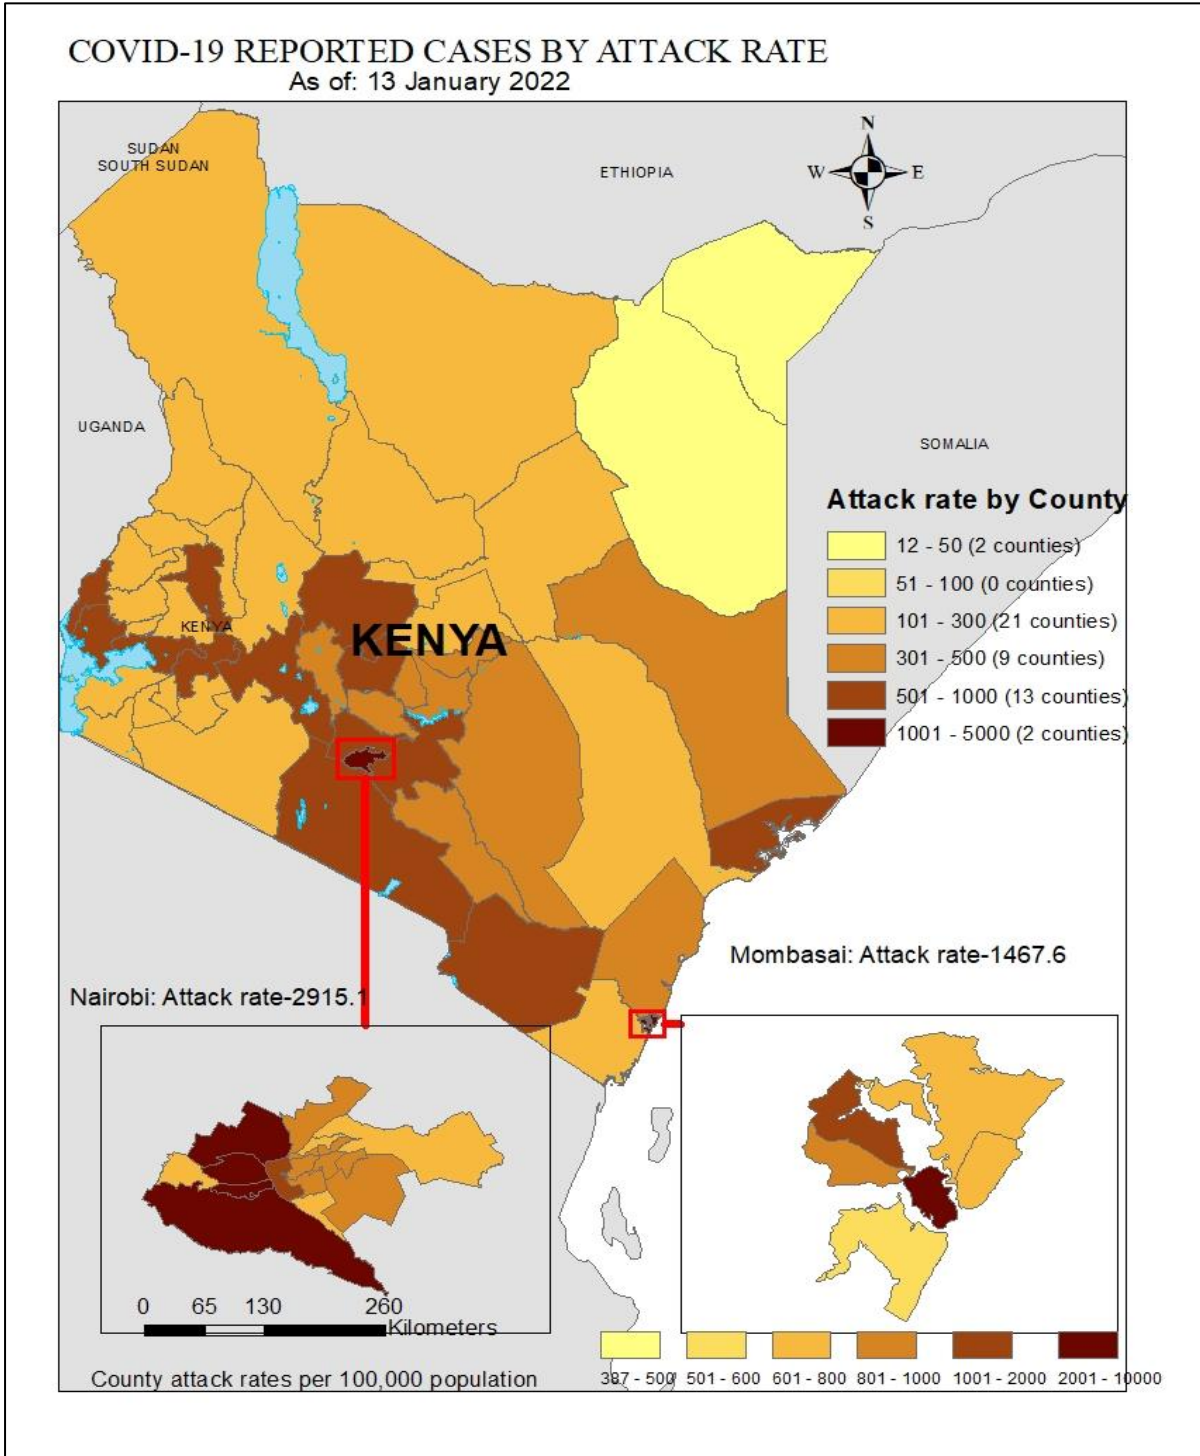 COVID-19 REPORTED CASES BY ATTACK RATE
As of: 13 January 2022
SUDAN
SOUTH SUDAN
ETHIOPIA
N
W E
S
UGANDA
SOMALIA
Attack rate by County
12 - 50 (2 counties)
51 - 100 (0 counties)
101 - 300 (21 counties)
301 - 500 (9 counties)
501 - 1000 (13 counties)
1001 - 5000 (2 counties)
KENYA
KENYA
Mombasai: Attack rate-1467.6
Nairobi: Attack rate-2915.1
0 65 130 260
Kilometers
County attack rates per 100,000 population
387 - 500 501 - 600 601 - 800 801 - 1000 1001 - 2000 2001 - 10000